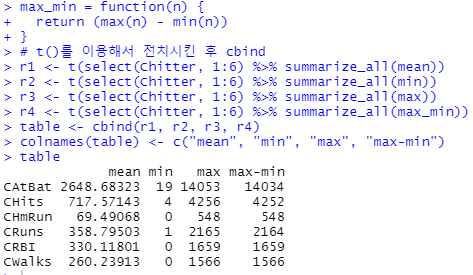 > max_min = function(n) {
+   return (max(n) - min(n))
+ }
> # t()를 이용해서 전치시킨 후 cbind
> r1 <- t(select(Chitter, 1:6) %>% summarize_all(mean))
> r2 <- t(select(Chitter, 1:6) %>% summarize_all(min))
> r3 <- t(select(Chitter, 1:6) %>% summarize_all(max))
> r4 <- t(select(Chitter, 1:6) %>% summarize_all(max_min))
> table <- cbind(r1, r2, r3, r4)
> colnames(table) <- c("mean", "min", "max", "max-min")
> table
             mean min   max max-min
CAtBat 2648.68323  19 14053   14034
CHits   717.57143   4  4256    4252
CHmRun   69.49068   0   548     548
CRuns   358.79503   1  2165    2164
CRBI    330.11801   0  1659    1659
CWalks  260.23913   0  1566    1566